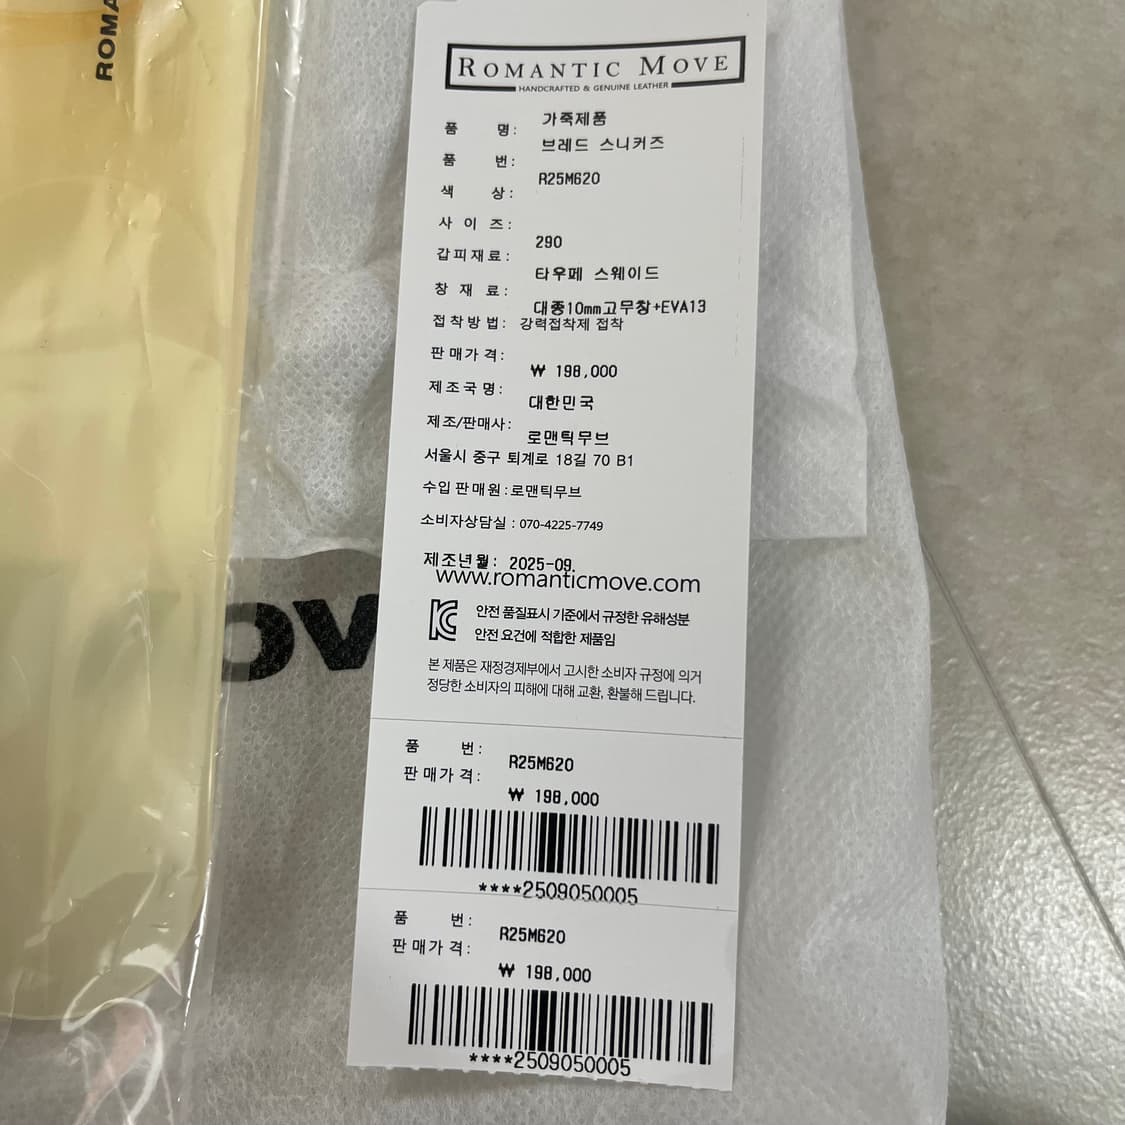 ROMA
ROMANTIC MOVE
HANDCRAFTED & GENUINE LEATHER
품 명: 가죽제품
브레드 스니커즈
품 번:
R25M620
색 상:
사 이 즈:
290
갑피재료:
타우페 스웨이드
창 재 료:
대종10mm고무창+EVA13
접착방법: 강력접착제 접착
판매가격:
₩ 198,000
제조국명:
대한민국
제조/판매사:
로맨틱무브
서울시 중구 퇴계로 18길 70 B1
수입 판매원:로맨틱무브
소비자상담실 : 070-4225-7749
제조년월: 2025-09.
www.romanticmove.com
안전 품질표시 기준에서 규정한 유해성분
안전 요건에 적합한 제품임
본 제품은 재정경제부에서 고시한 소비자 규정에 의거
정당한 소비자의 피해에 대해 교환, 환불해 드립니다.
OV
품 번:
R25M620
판매가격:
₩ 198,000
****2509050005
품 번:
R25M620
판매가격:
₩ 198,000
****2509050005